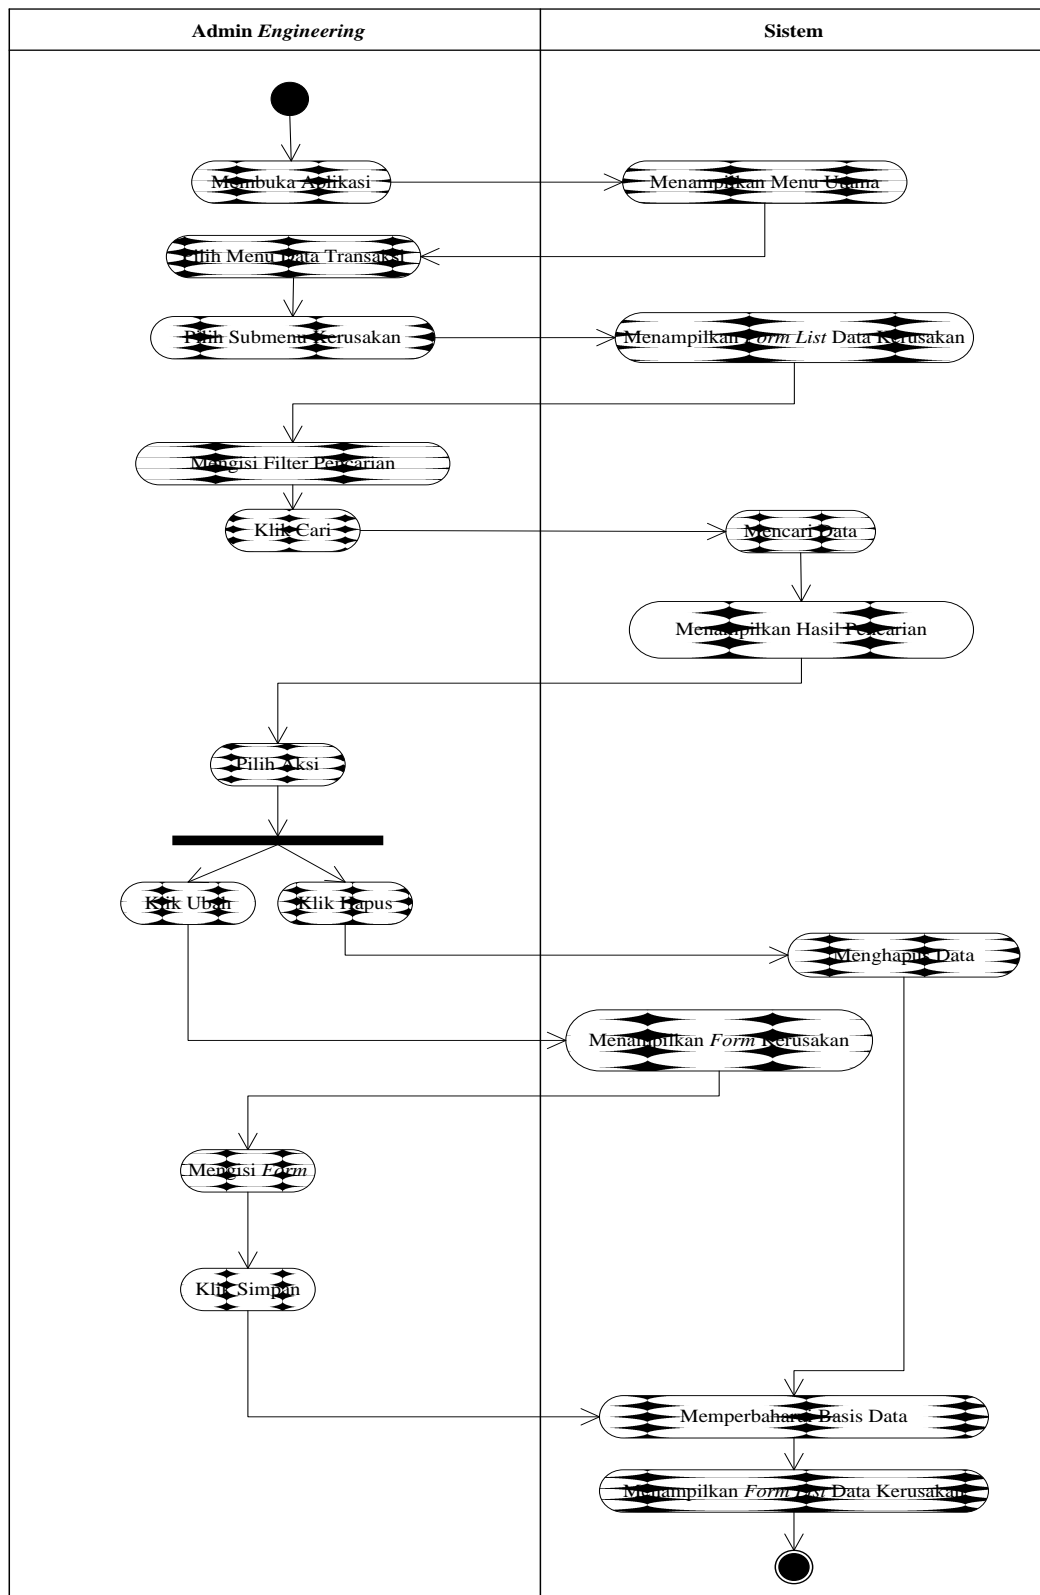 Admin Engineering
Sistem
Membuka Aplikasi
Menampilkan Menu Utama
Pilih Menu Data Transaksi
Pilih Submenu Kerusakan
Menampilkan Form List Data Kerusakan
Mengisi Filter Pencarian
Klik Cari
Mencari Data
Menampilkan Hasil Pencarian
Pilih Aksi
Klik Ubah
Klik Hapus
Menghapus Data
Menampilkan Form Kerusakan
Mengisi Form
Klik Simpan
Memperbaharui Basis Data
Menampilkan Form List Data Kerusakan